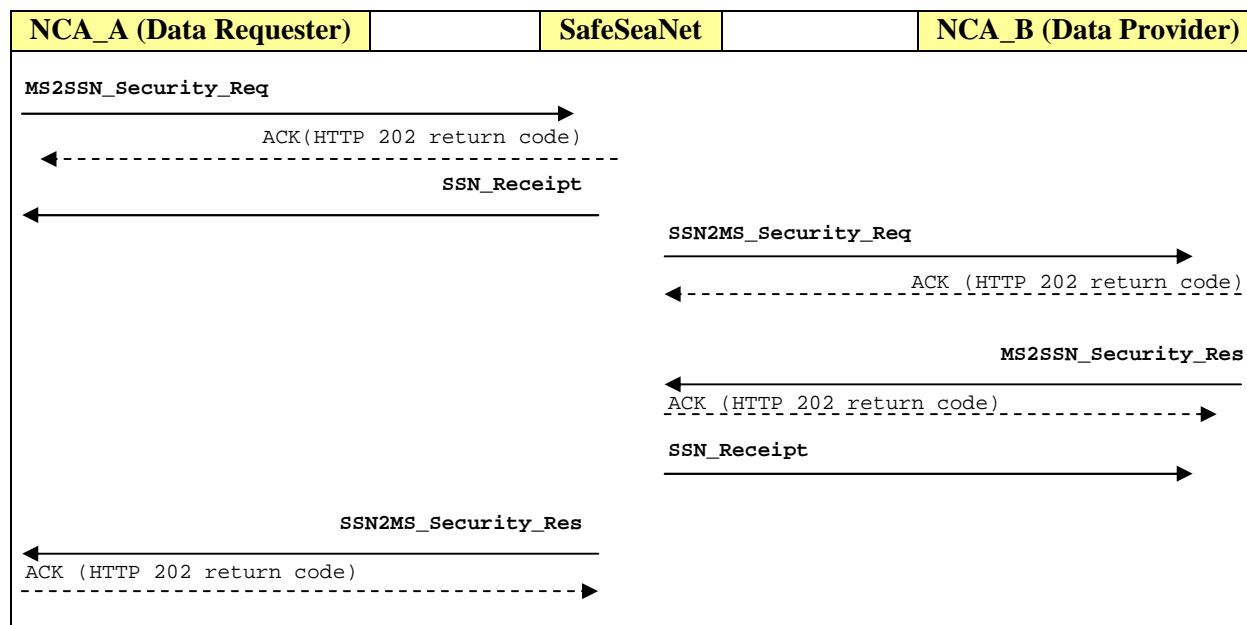 NCA_A (Data Requester) SafeSeaNet NCA_B (Data Provider)
MS2SSN_Security_Req
ACK(HTTP 202 return code)
SSN_Receipt
SSN2MS_Security_Req
ACK (HTTP 202 return code)
MS2SSN_Security_Res
ACK (HTTP 202 return code)
SSN_Receipt
SSN2MS_Security_Res
ACK (HTTP 202 return code)